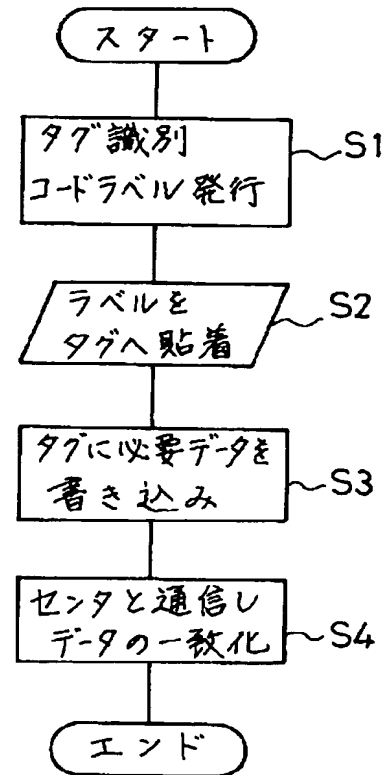 スタート
タグ識別
コードラベル発行
S1
ラベルを
タグへ貼着
S2
タグに必要データを
書き込み
S3
センタと通信し
データの一致化
S4
エンド